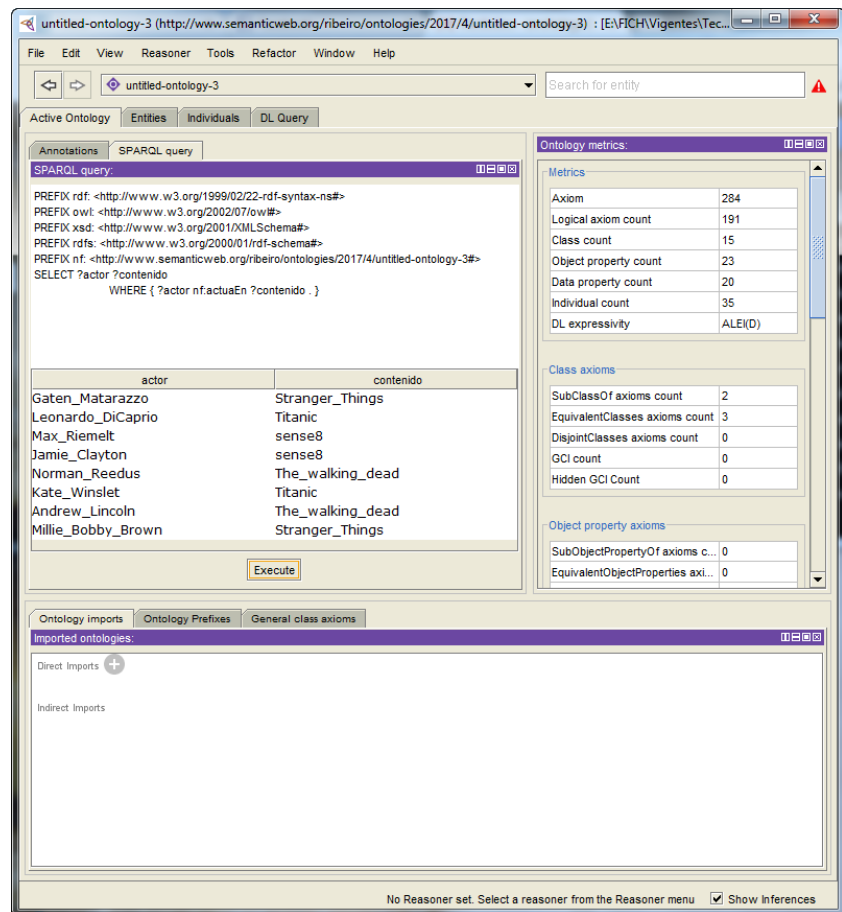 untitled-ontology-3 (http://www.semanticweb.org/ribeiro/ontologies/2017/4/untitled-ontology-3) : [E:\FICH\Vigentes\Tec...
File Edit View Reasoner Tools Refactor Window Help
untitled-ontology-3
Search for entity
Active Ontology Entities Individuals DL Query
Annotations SPARQL query
SPARQL query:
PREFIX rdf: <http://www.w3.org/1999/02/22-rdf-syntax-ns#>
PREFIX owl: <http://www.w3.org/2002/07/owl#>
PREFIX xsd: <http://www.w3.org/2001/XMLSchema#>
PREFIX rdfs: <http://www.w3.org/2000/01/rdf-schema#>
PREFIX nf: <http://www.semanticweb.org/ribeiro/ontologies/2017/4/untitled-ontology-3#>
SELECT ?actor ?contenido
WHERE { ?actor nf:actuaEn ?contenido . }
actor contenido
Gaten_Matarazzo Stranger_Things
Leonardo_DiCaprio Titanic
Max_Riemelt sense8
Jamie_Clayton sense8
Norman_Reedus The_walking_dead
Kate_Winslet Titanic
Andrew_Lincoln The_walking_dead
Millie_Bobby_Brown Stranger_Things
Execute
Ontology metrics:
Metrics
Axiom 284
Logical axiom count 191
Class count 15
Object property count 23
Data property count 20
Individual count 35
DL expressivity ALEI(D)
Class axioms
SubClassOf axioms count 2
EquivalentClasses axioms count 3
DisjointClasses axioms count 0
GCI count 0
Hidden GCI Count 0
Object property axioms
SubObjectPropertyOf axioms c... 0
EquivalentObjectProperties axi... 0
Ontology imports Ontology Prefixes General class axioms
Imported ontologies:
Direct Imports
Indirect Imports
No Reasoner set. Select a reasoner from the Reasoner menu Show Inferences